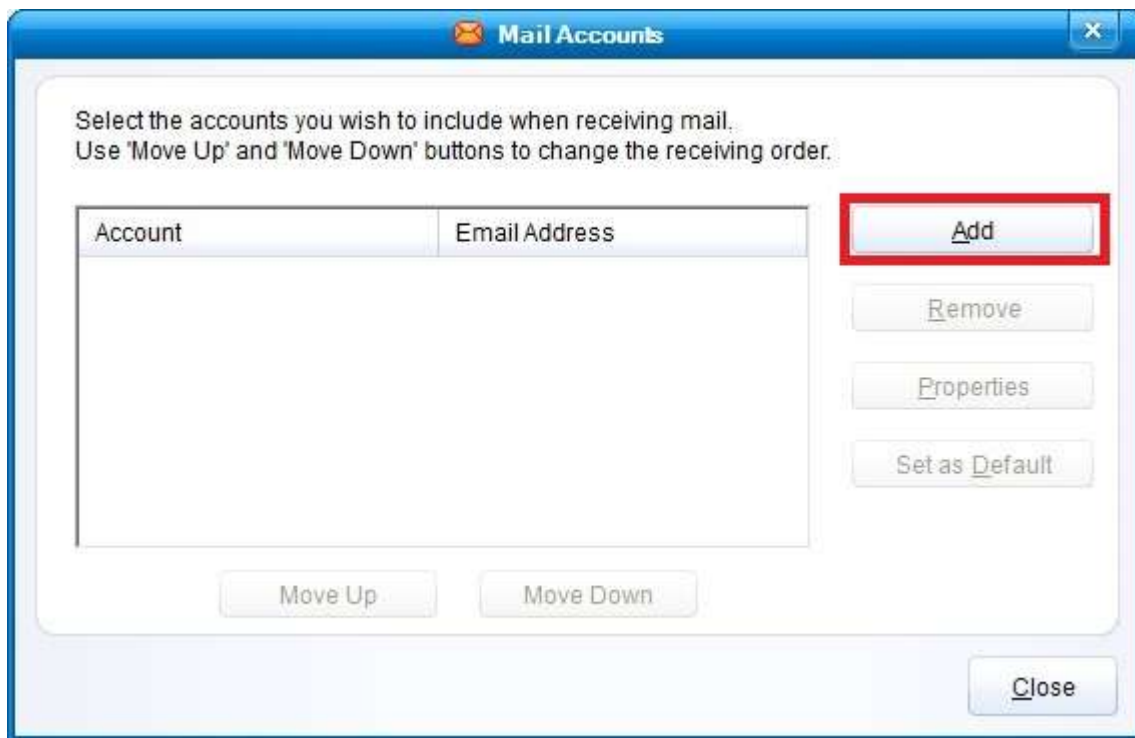 Mail Accounts
Select the accounts you wish to include when receiving mail.
Use 'Move Up' and 'Move Down' buttons to change the receiving order.
Account Email Address
Add
Remove
Properties
Set as Default
Move Up Move Down
Close